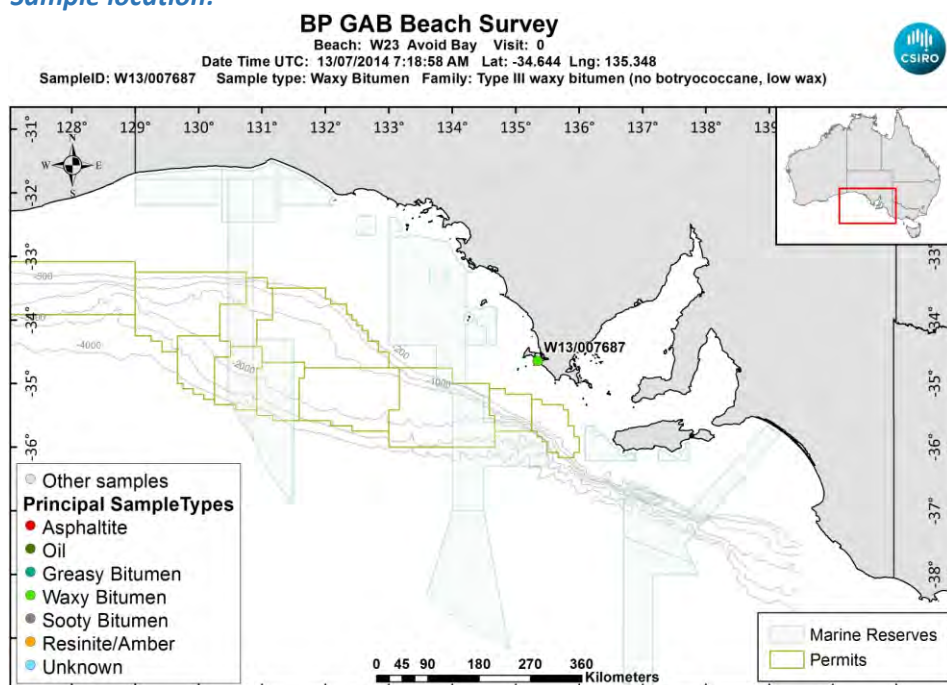 Sample location:
BP GAB Beach Survey
Beach: W23 Avoid Bay Visit: 0
Date Time UTC: 13/07/2014 7:18:58 AM Lat: -34.644 Lng: 135.348
SampleID: W13/007687 Sample type: Waxy Bitumen Family: Type III waxy bitumen (no botryococcane, low wax)
CSIRO
128° 129° 130° 131° 132° 133° 134° 135° 136° 137° 138° 139
-31°
-32°
-33°
-34°
-35°
-36°
-37°
-38°
N
W E
S
-33°
-34°
-35°
-36°
-37°
-38°
-4000
-2000
-200
-1000
W13/007687
Other samples
Principal SampleTypes
Asphaltite
Oil
Greasy Bitumen
Waxy Bitumen
Sooty Bitumen
Resinite/Amber
Unknown
0 45 90 180 270 360
Kilometers
Marine Reserves
Permits